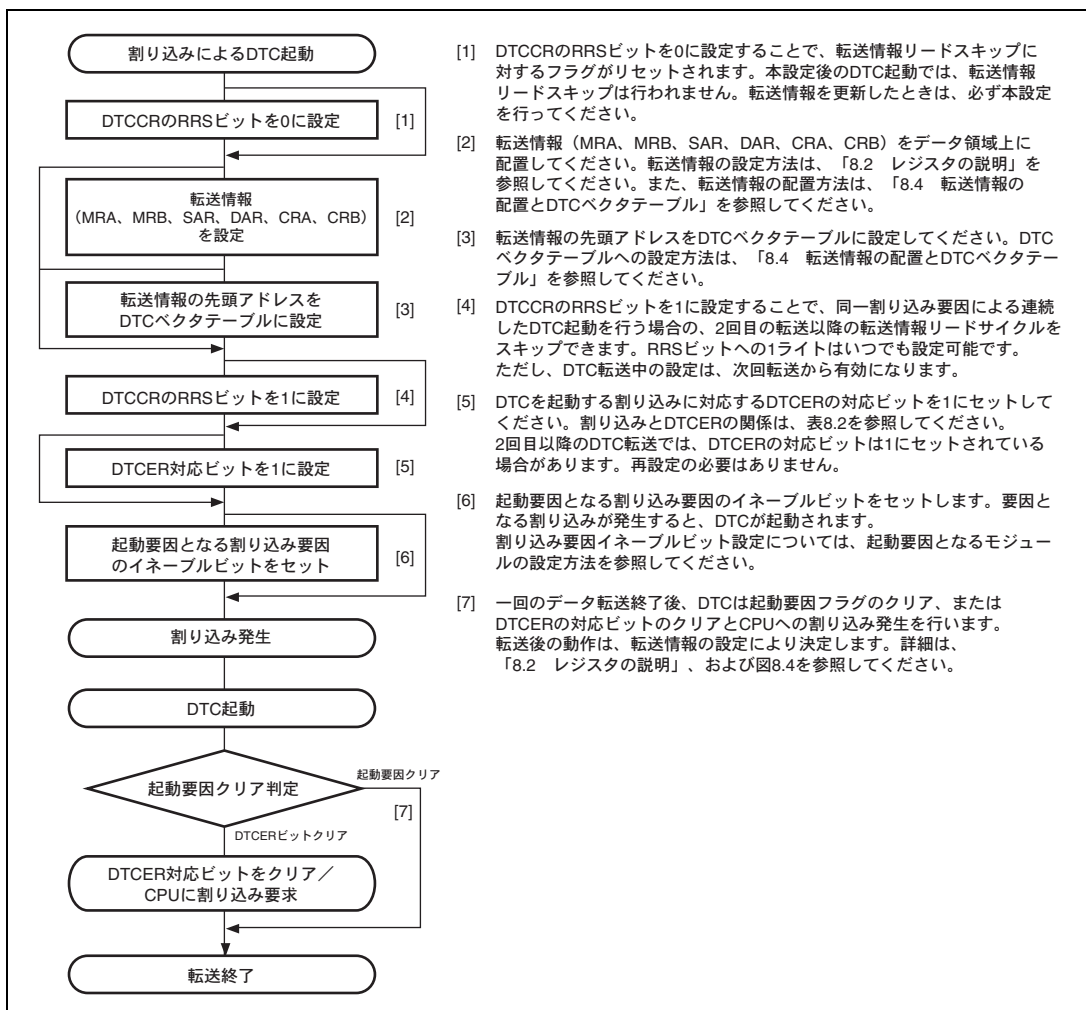 割り込みによるDTC起動
DTCCRのRRSビットを0に設定
[1]
転送情報
(MRA、MRB、SAR、DAR、CRA、CRB)
を設定
[2]
転送情報の先頭アドレスを
DTCベクタテーブルに設定
[3]
DTCCRのRRSビットを1に設定
[4]
DTCER対応ビットを1に設定
[5]
起動要因となる割り込み要因
のイネーブルビットをセット
[6]
割り込み発生
DTC起動
起動要因クリア判定
起動要因クリア
[7]
DTCERビットクリア
DTCER対応ビットをクリア／
CPUに割り込み要求
転送終了
[1] DTCCRのRRSビットを0に設定することで、転送情報リードスキップに
対するフラグがリセットされます。本設定後のDTC起動では、転送情報
リードスキップは行われません。転送情報を更新したときは、必ず本設定
を行ってください。
[2] 転送情報（MRA、MRB、SAR、DAR、CRA、CRB）をデータ領域上に
配置してください。転送情報の設定方法は、「8.2 レジスタの説明」を
参照してください。また、転送情報の配置方法は、「8.4 転送情報の
配置とDTCベクタテーブル」を参照してください。
[3] 転送情報の先頭アドレスをDTCベクタテーブルに設定してください。DTC
ベクタテーブルへの設定方法は、「8.4 転送情報の配置とDTCベクタテー
ブル」を参照してください。
[4] DTCCRのRRSビットを1に設定することで、同一割り込み要因による連続
したDTC起動を行う場合の、2回目の転送以降の転送情報リードサイクルを
スキップできます。RRSビットへの1ライトはいつでも設定可能です。
ただし、DTC転送中の設定は、次回転送から有効になります。
[5] DTCを起動する割り込みに対応するDTCERの対応ビットを1にセットして
ください。割り込みとDTCERの関係は、表8.2を参照してください。
2回目以降のDTC転送では、DTCERの対応ビットは1にセットされている
場合があります。再設定の必要はありません。
[6] 起動要因となる割り込み要因のイネーブルビットをセットします。要因と
なる割り込みが発生すると、DTCが起動されます。
割り込み要因イネーブルビット設定については、起動要因となるモジュー
ルの設定方法を参照してください。
[7] 一回のデータ転送終了後、DTCは起動要因フラグのクリア、または
DTCERの対応ビットのクリアとCPUへの割り込み発生を行います。
転送後の動作は、転送情報の設定により決定します。詳細は、
「8.2 レジスタの説明」、および図8.4を参照してください。